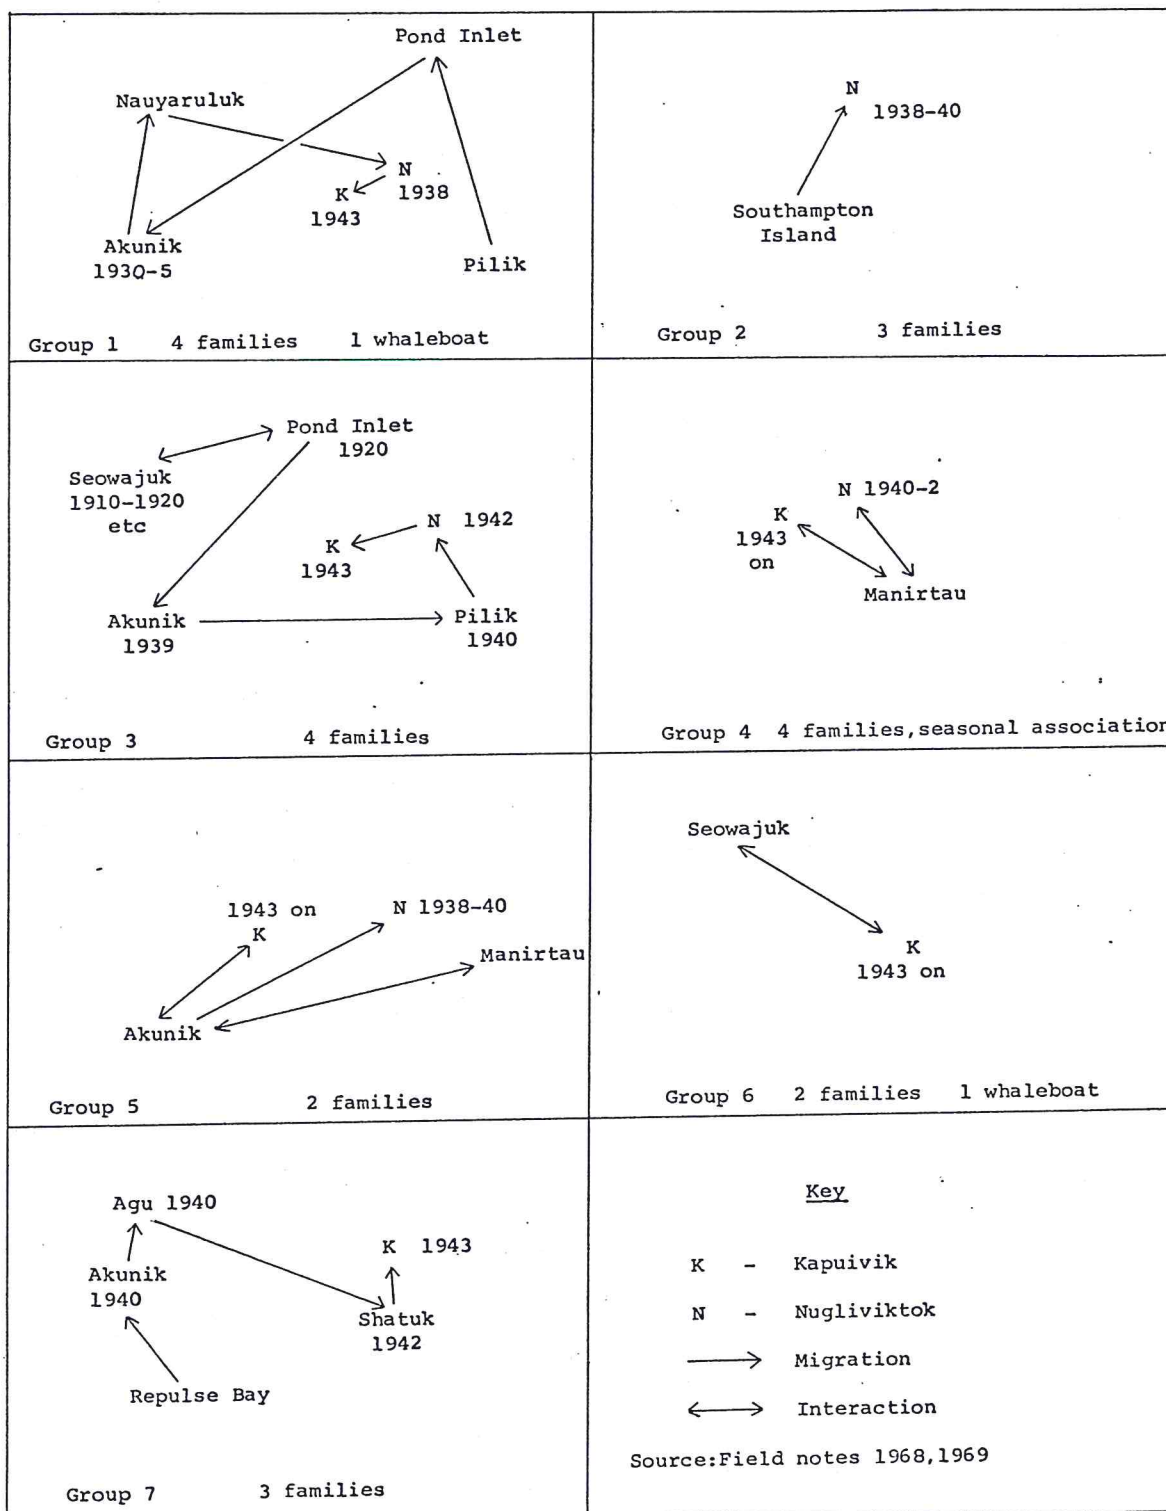 Pond Inlet
Nauyaruluk
N
1938
K
1943
Akunik
1930-5
Pilik
Group 1 4 families 1 whaleboat
N
1938-40
Southampton
Island
Group 2 3 families
Pond Inlet
1920
Seowajuk
1910-1920
etc
N 1942
K
1943
Akunik
1939
Pilik
1940
Group 3 4 families
N 1940-2
K
1943
on
Manirtau
Group 4 4 families,seasonal association
1943 on
K
N 1938-40
Manirtau
Akunik
Group 5 2 families
Seowajuk
K
1943 on
Group 6 2 families 1 whaleboat
Agu 1940
K 1943
Akunik
1940
Shatuk
1942
Repulse Bay
Group 7 3 families
Key
K - Kapuivik
N - Nugliviktok
Migration
Interaction
Source:Field notes 1968,1969